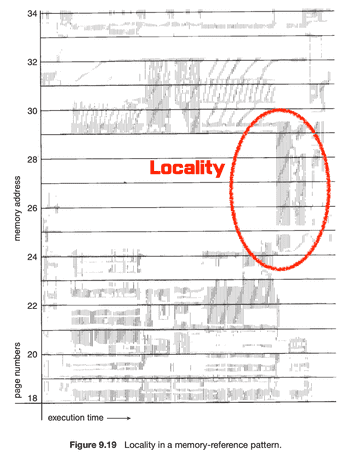 34
32
30
Locality
28
memory address
26
24
22
page numbers
20
18
execution time
Figure 9.19 Locality in a memory-reference pattern.